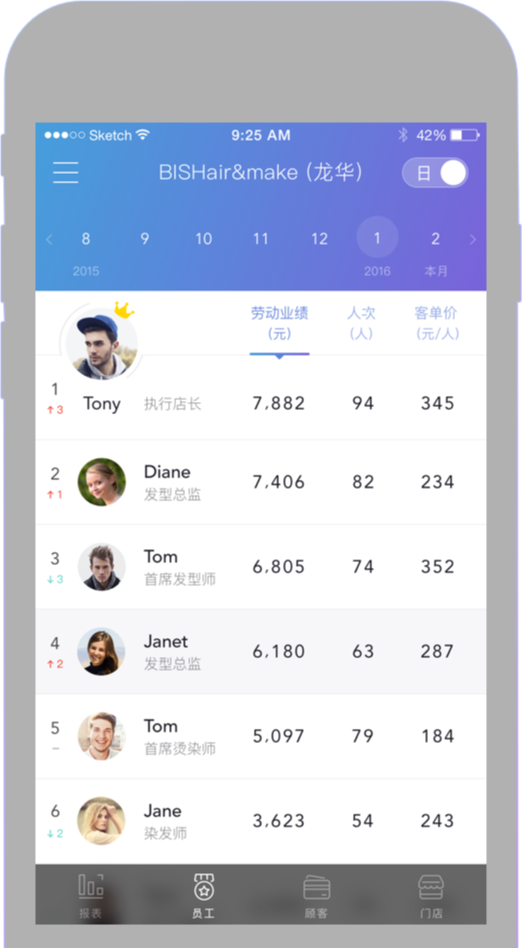 Sketch 9:25 AM 42%
BISHair&make (龙华) 日
8 9 10 11 12 1 2
2015 2016 本月
劳动业绩 人次 客单价
(元) (人) (元/人)
1
↑3 Tony 执行店长 7,882 94 345
2 Diane
↑1 发型总监 7,406 82 234
3 Tom
↓3 首席发型师 6,805 74 352
4 Janet
↑2 发型总监 6,180 63 287
5 Tom
– 首席烫染师 5,097 79 184
6 Jane
↓2 染发师 3,623 54 243
报表 员工 顾客 门店